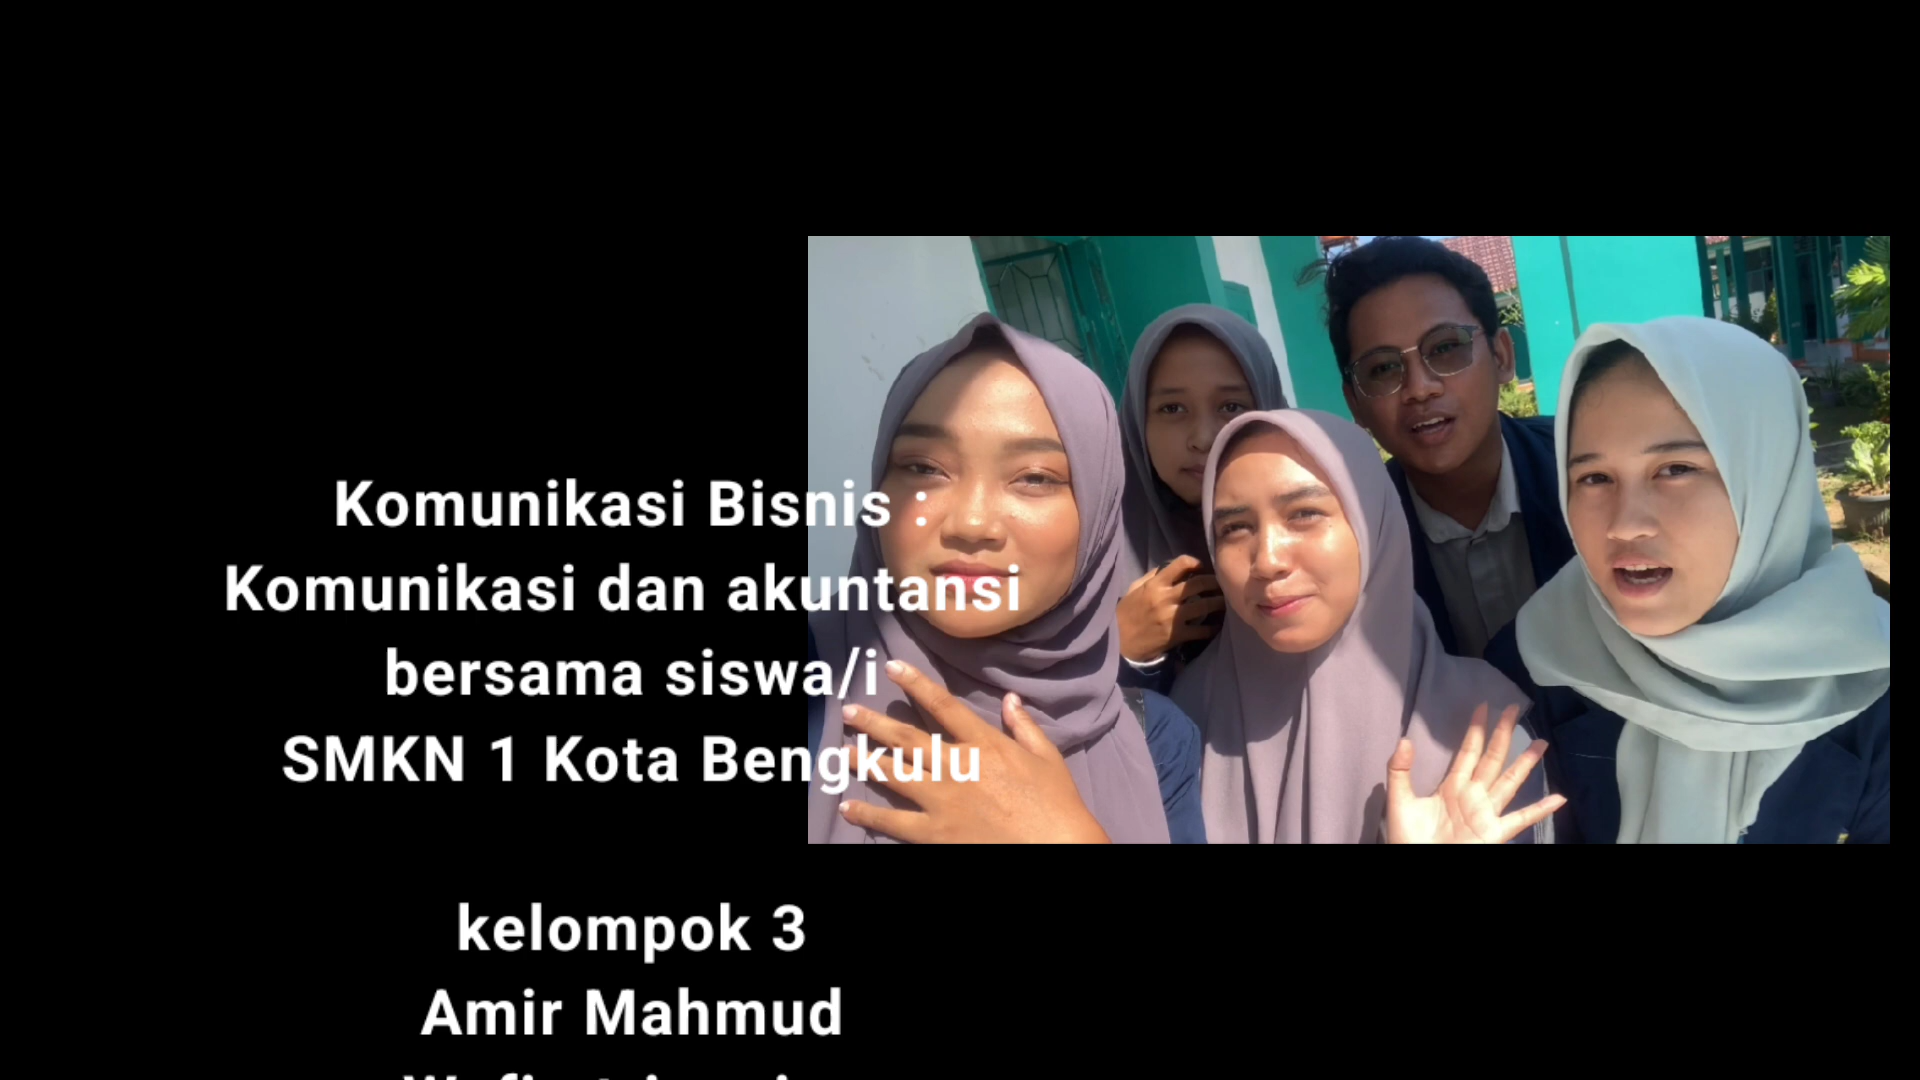 Komunikasi Bisnis :
Komunikasi dan akuntansi
bersama siswa/i
SMKN 1 Kota Bengkulu
kelompok 3
Amir Mahmud